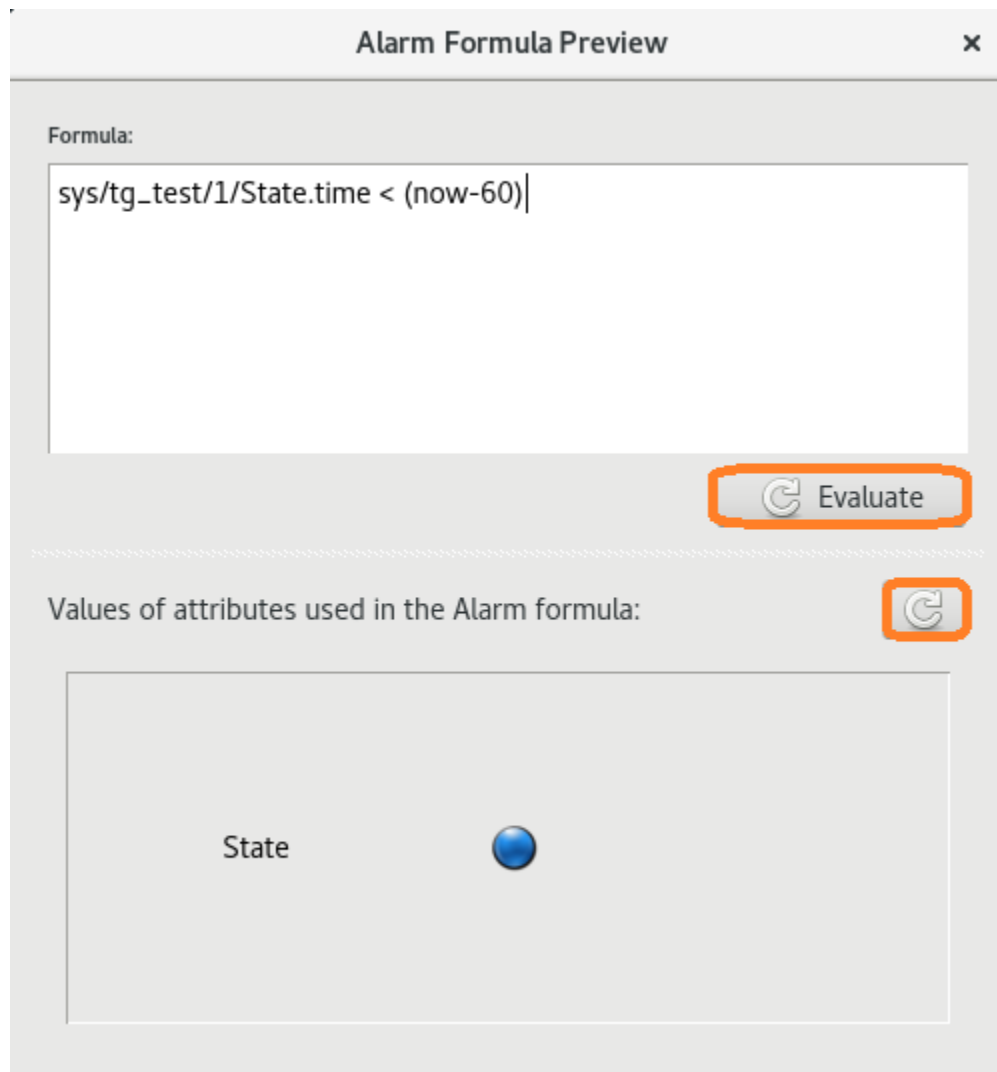 Alarm Formula Preview ×
Formula:
sys/tg_test/1/State.time < (now-60)
Evaluate
Values of attributes used in the Alarm formula:
State